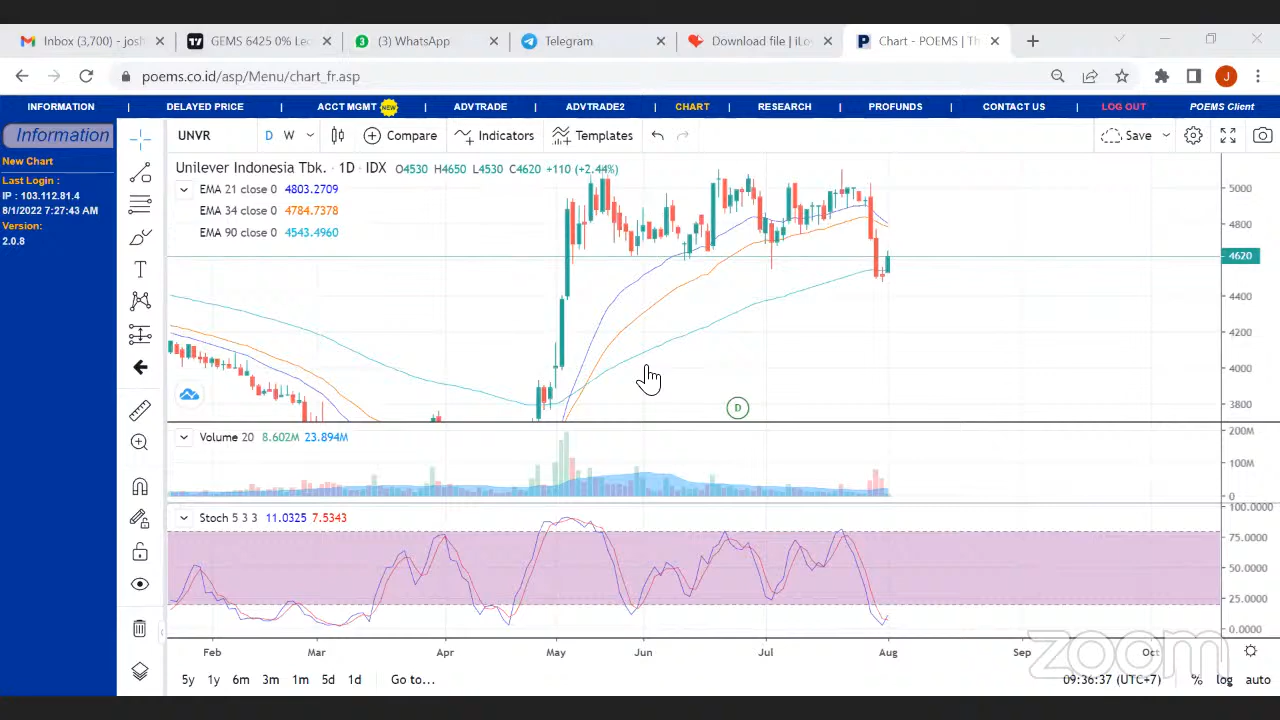 Inbox (3,700) - josh
GEMS 6425 0% Le
(3) WhatsApp
Telegram
Download file | iLo
Chart - POEMS | Th
poems.co.id/asp/Menu/chart_fr.asp
J
INFORMATION | DELAYED PRICE | ACCT MGMT NEW | ADVTRADE | ADVTRADE2 | CHART | RESEARCH | PROFUNDS | CONTACT US | LOG OUT POEMS Client
Information
New Chart
Last Login :
IP : 103.112.81.4
8/1/2022 7:27:43 AM
Version:
2.0.8
UNVR D W Compare Indicators Templates Save
Unilever Indonesia Tbk. · 1D · IDX O4530 H4650 L4530 C4620 +110 (+2.44%)
EMA 21 close 0 4803.2709
EMA 34 close 0 4784.7378
EMA 90 close 0 4543.4960
5000
4800
4620
4400
4200
4000
3800
D
Volume 20 8.602M 23.894M
200M
100M
0
Stoch 5 3 3 11.0325 7.5343
100.0000
75.0000
50.0000
25.0000
0.0000
Feb Mar Apr May Jun Jul Aug Sep Oct
zoom
5y 1y 6m 3m 1m 5d 1d Go to... 09:36:37 (UTC+7) % log auto